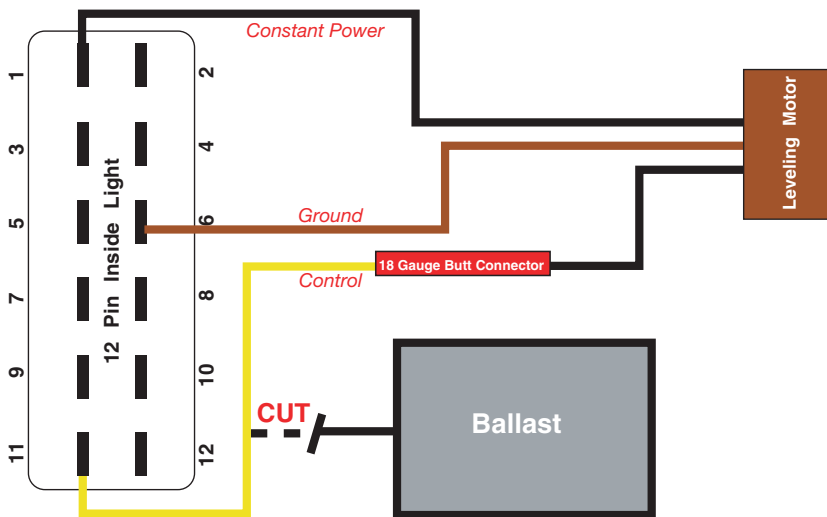 Constant Power
1
2
3
4
5
6
7
8
9
10
11
12
12 Pin Inside Light
Leveling Motor
Ground
18 Gauge Butt Connector
Control
CUT
Ballast